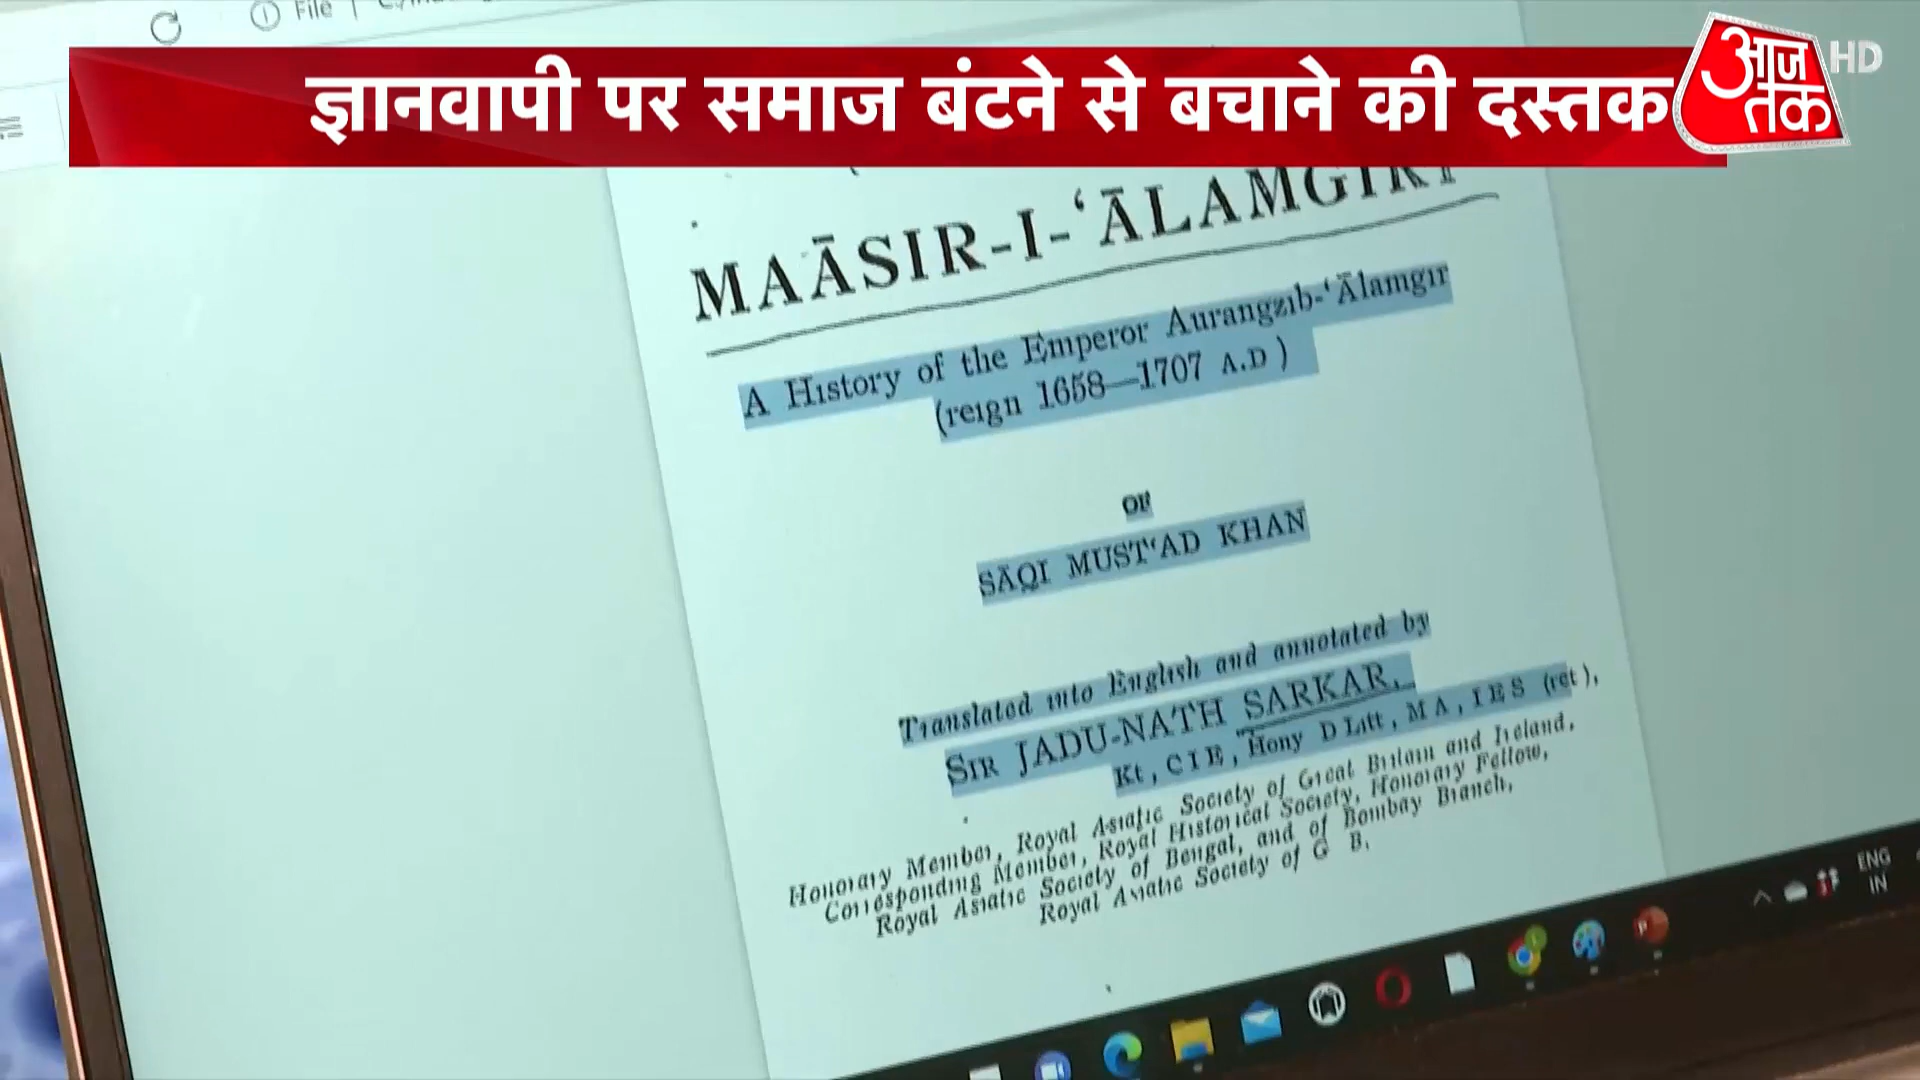 File
ज्ञानवापी पर समाज बंटने से बचाने की दस्तक
आज
तक
HD
MAĀSIR-I-‘ĀLAMGIRI
A History of the Emperor Aurangzib-‘Ālamgir
(reign 1658—1707 A.D )
OF
SĀQI MUST‘AD KHAN
Translated into English and annotated by
SIR JADU-NATH SARKAR,
Kt , C I E , Hony D Litt , M A , I E S (ret ),
Honorary Member, Royal Asiatic Society of Great Britain and Ireland,
Corresponding Member, Royal Historical Society, Honorary Fellow,
Royal Asiatic Society of Bengal, and of Bombay Branch,
Royal Asiatic Society of G B.
ENG
IN